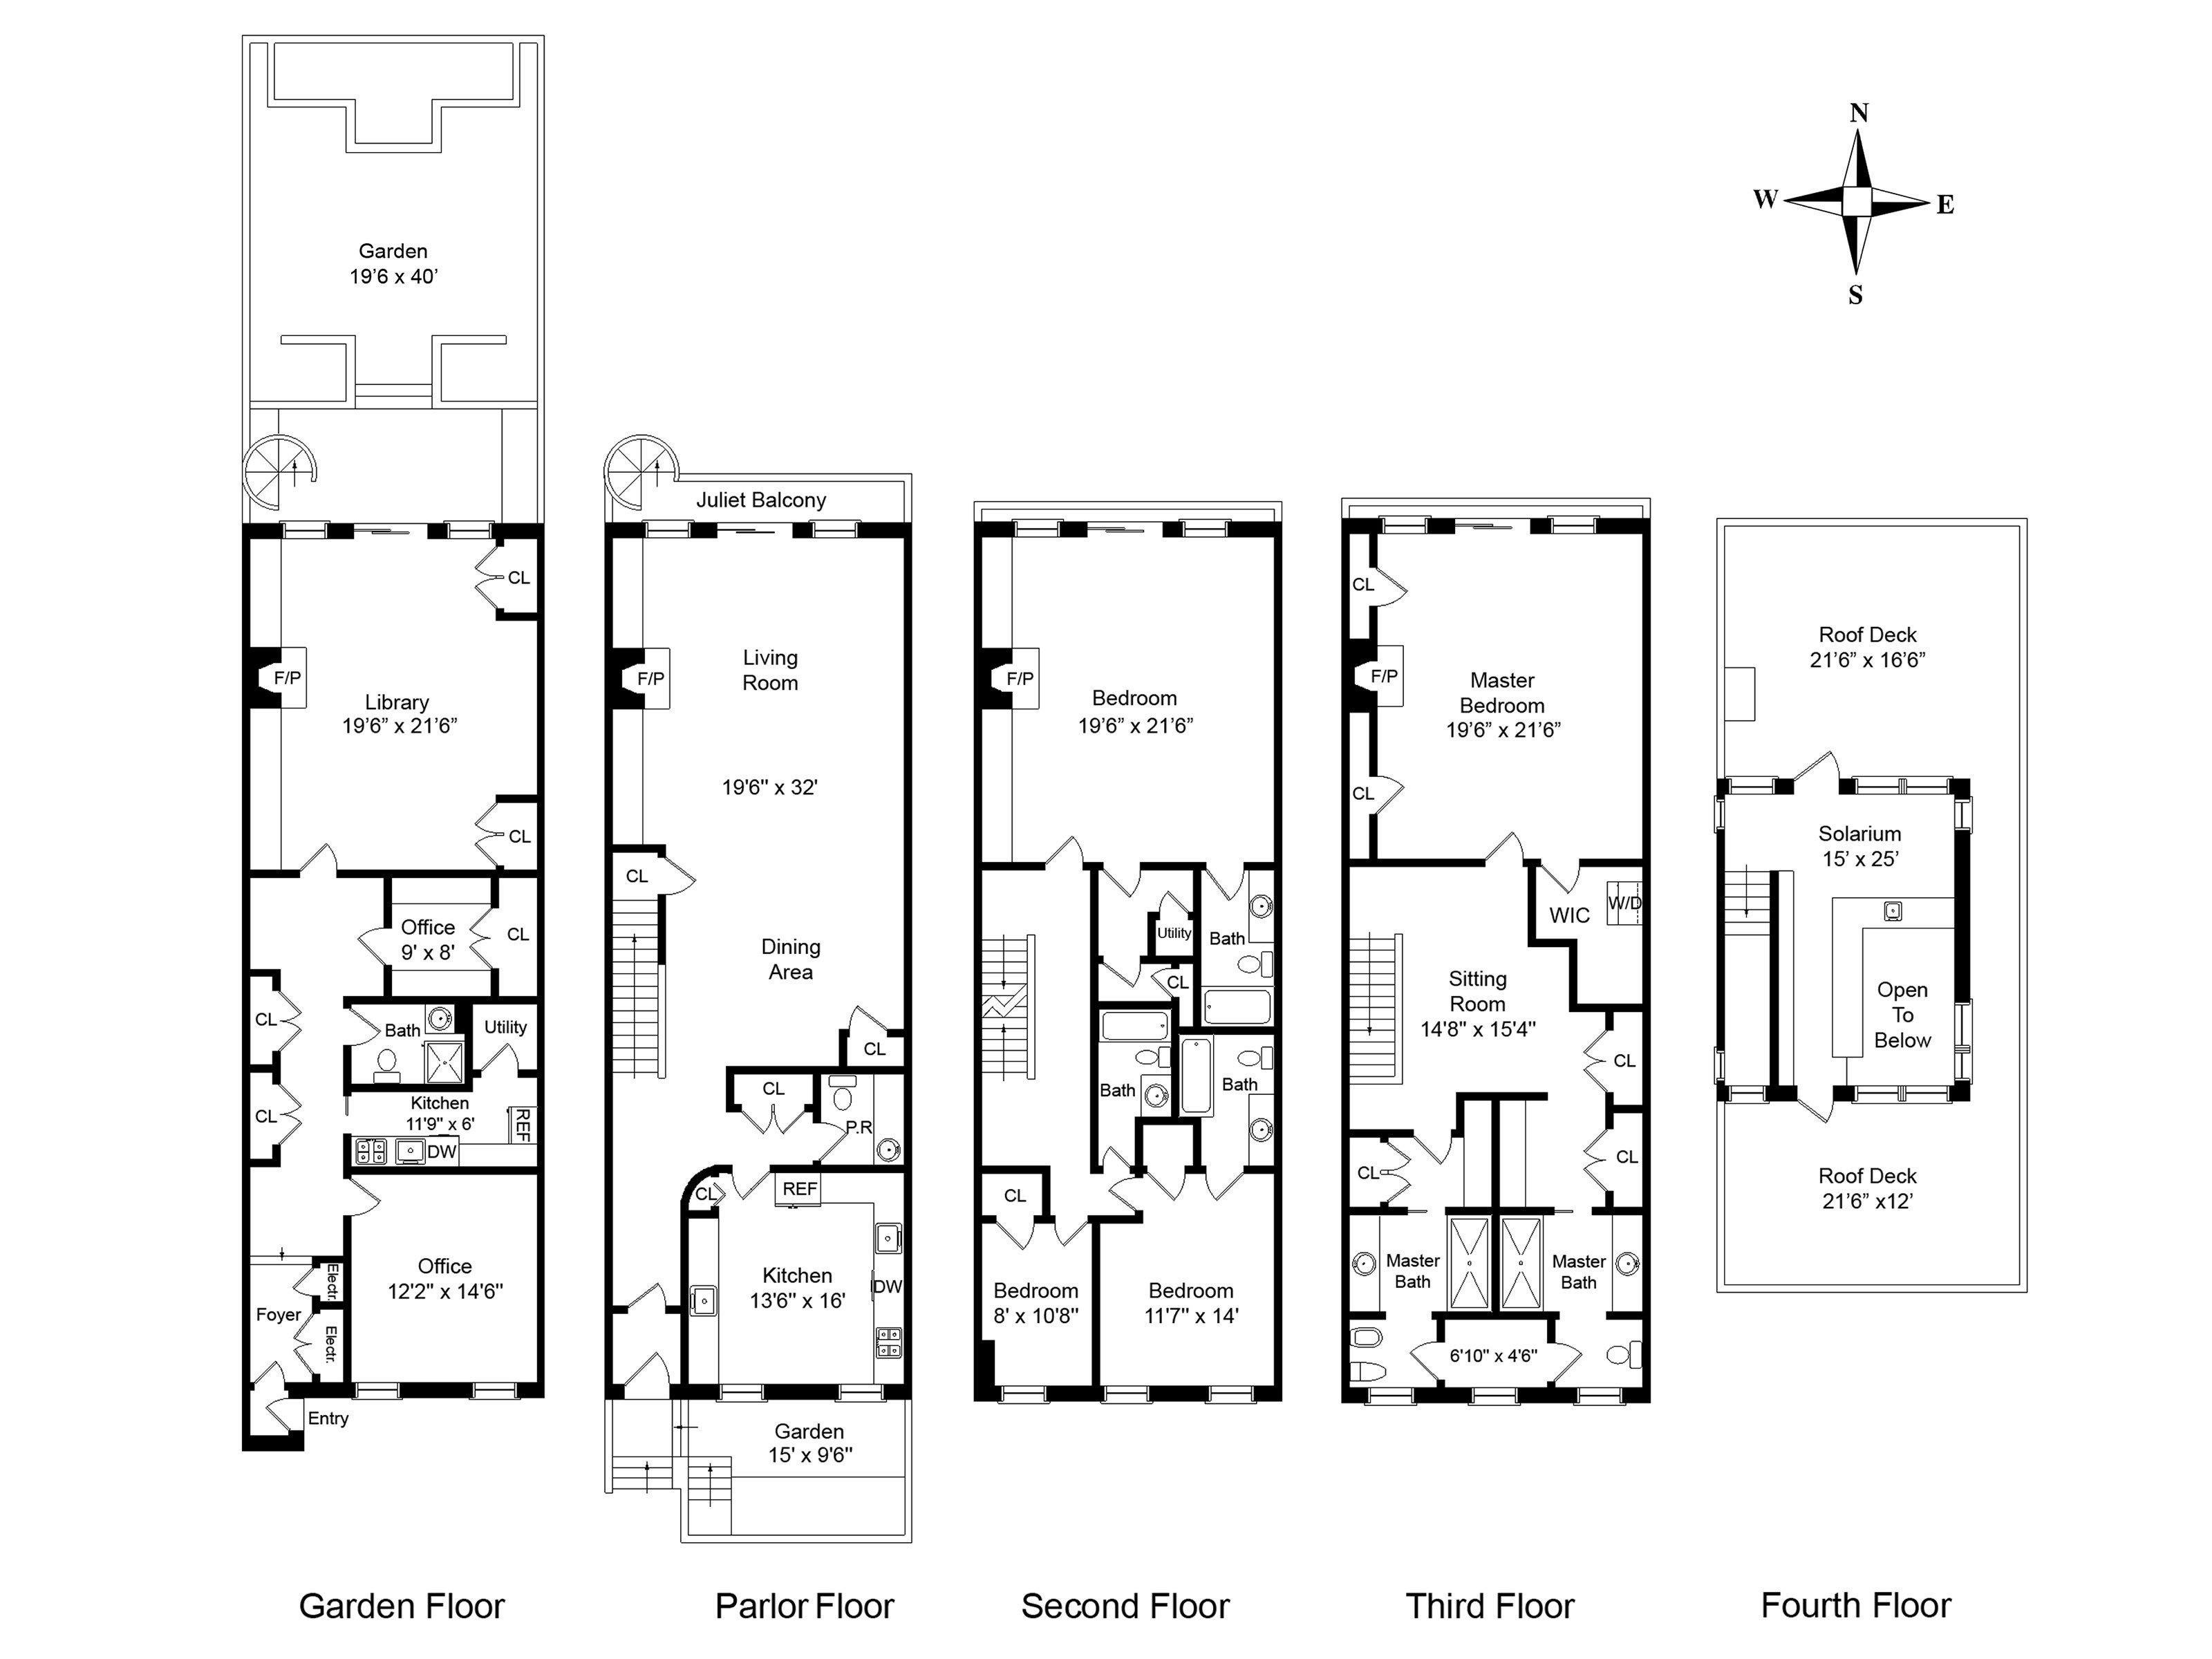 N
W
E
S
Garden
19'6 x 40'
CL
F/P
Library
19'6” x 21'6”
CL
Office
9' x 8'
CL
CL
Bath
Utility
CL
Kitchen
11'9" x 6'
REF
DW
Office
12'2" x 14'6"
Electr.
Foyer
Electr.
Entry
Garden Floor
Juliet Balcony
Living
Room
F/P
19'6" x 32'
CL
Dining
Area
CL
CL
P.R
CL
REF
Kitchen
13'6" x 16'
DW
Garden
15' x 9'6"
Parlor Floor
F/P
Bedroom
19'6” x 21'6”
Utility
Bath
CL
Bath
Bath
CL
Bedroom
8' x 10'8"
Bedroom
11'7" x 14'
Second Floor
CL
F/P
Master
Bedroom
19'6” x 21'6”
CL
WIC
W/D
Sitting
Room
14'8" x 15'4"
CL
CL
CL
Master
Bath
Master
Bath
6'10" x 4'6"
Third Floor
Roof Deck
21'6” x 16'6”
Solarium
15' x 25'
Open
To
Below
Roof Deck
21'6” x12'
Fourth Floor